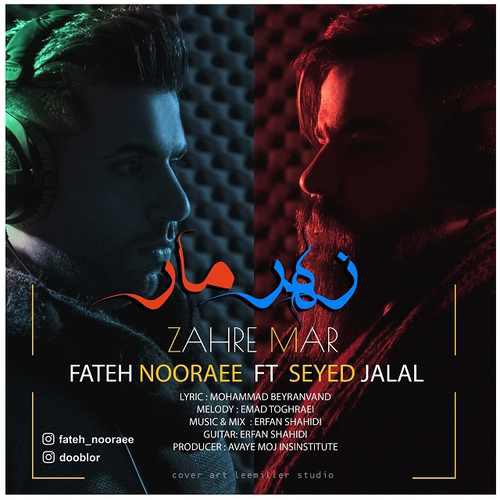 زهر مار
ZAHRE MAR
FATEH NOORAEE FT SEYED JALAL
LYRIC : MOHAMMAD BEYRANVAND
MELODY : EMAD TOGHRAEI
MUSIC & MIX : ERFAN SHAHIDI
GUITAR: ERFAN SHAHIDI
PRODUCER : AVAYE MOJ INSINSTITUTE
fateh_nooraee
dooblor
cover art leemiller studio